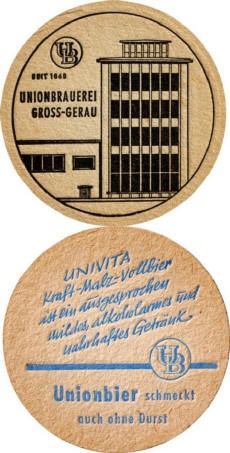 UB
SEIT 1848
UNIONBRAUEREI
GROSS-GERAU
UNIVITA
Kraft-Malz-Vollbier
ist ein ausgesprochen
mildes, alkoholarmes und
nahrhaftes Getränk
UB
Unionbier schmeckt
auch ohne Durst